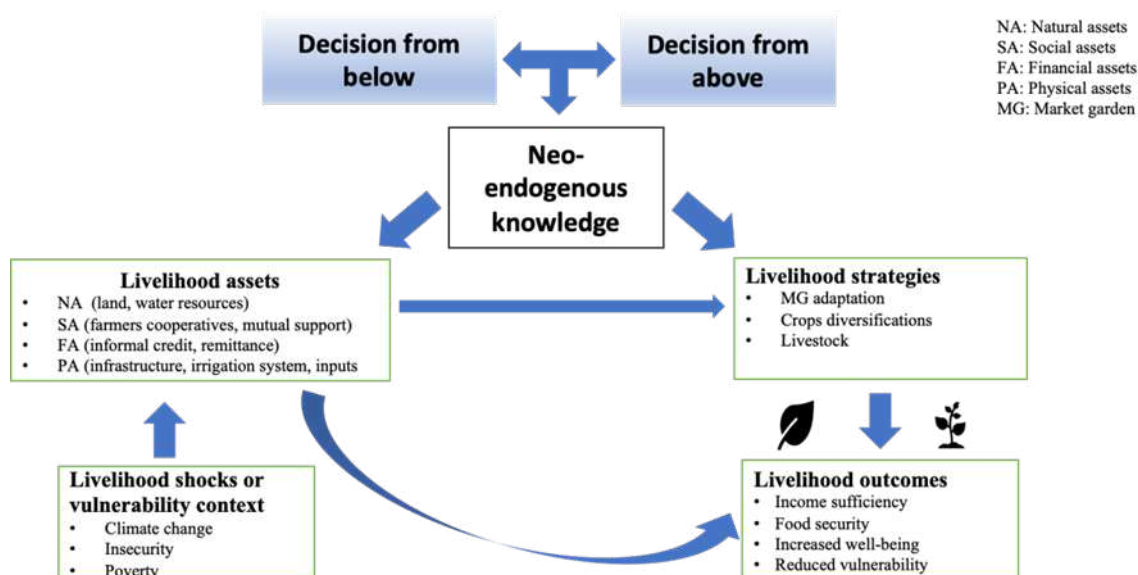 Decision from
below
Decision from
above
NA: Natural assets
SA: Social assets
FA: Financial assets
PA: Physical assets
MG: Market garden
Neo-
endogenous
knowledge
Livelihood assets
• NA (land, water resources)
• SA (farmers cooperatives, mutual support)
• FA (informal credit, remittance)
• PA (infrastructure, irrigation system, inputs
Livelihood strategies
• MG adaptation
• Crops diversifications
• Livestock
Livelihood shocks or
vulnerability context
• Climate change
• Insecurity
• Poverty
Livelihood outcomes
• Income sufficiency
• Food security
• Increased well-being
• Reduced vulnerability